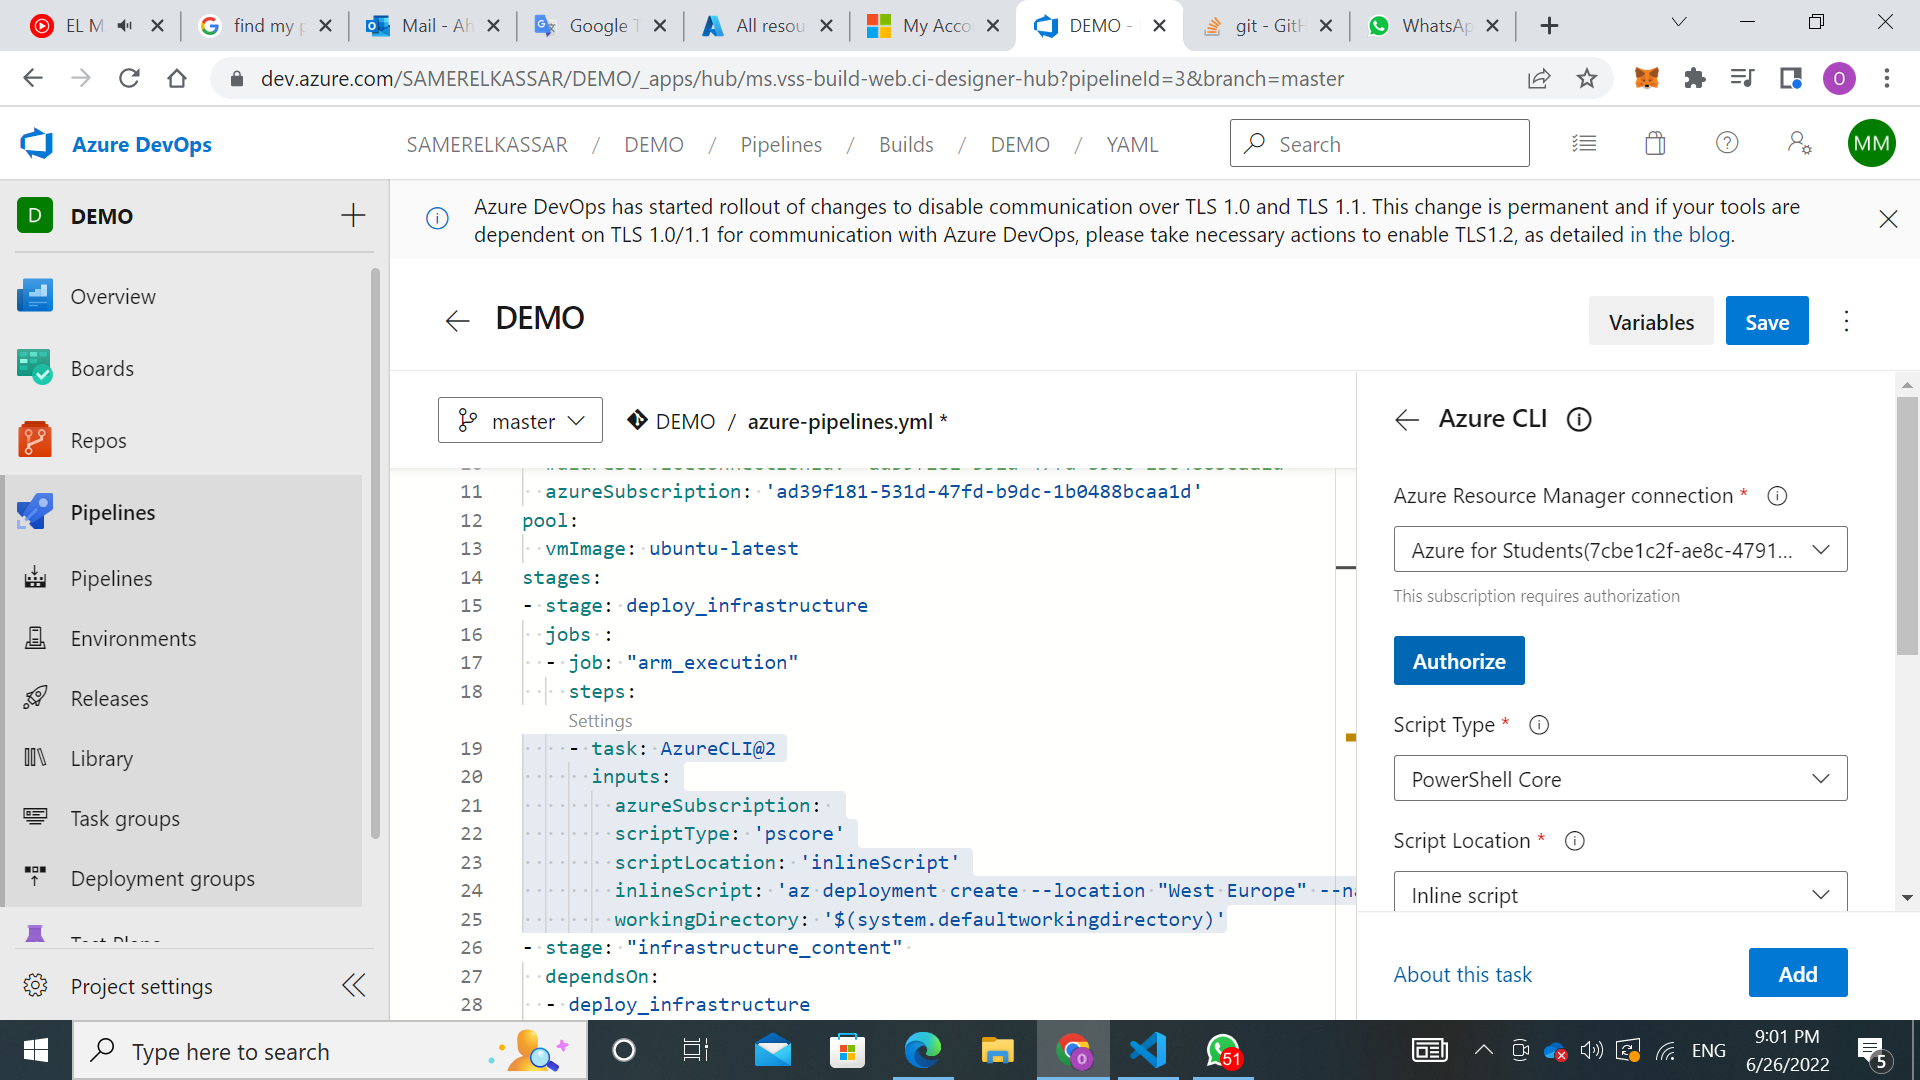 EL M
find my p
Mail - Ah
Google T
All resou
My Acco
DEMO -
git - GitH
WhatsAp
dev.azure.com/SAMERELKASSAR/DEMO/_apps/hub/ms.vss-build-web.ci-designer-hub?pipelineId=3&branch=master
O
Azure DevOps
SAMERELKASSAR / DEMO / Pipelines / Builds / DEMO / YAML
Search
MM
D DEMO
Azure DevOps has started rollout of changes to disable communication over TLS 1.0 and TLS 1.1. This change is permanent and if your tools are
dependent on TLS 1.0/1.1 for communication with Azure DevOps, please take necessary actions to enable TLS1.2, as detailed in the blog.
Overview
Boards
Repos
Pipelines
Pipelines
Environments
Releases
Library
Task groups
Deployment groups
Test Plans
Project settings
DEMO
Variables
Save
master
DEMO / azure-pipelines.yml *
11 azureSubscription: 'ad39f181-531d-47fd-b9dc-1b0488bcaa1d'
12 pool:
13 vmImage: ubuntu-latest
14 stages:
15 - stage: deploy_infrastructure
16 jobs :
17 - job: "arm_execution"
18 steps:
Settings
19 - task: AzureCLI@2
20 inputs:
21 azureSubscription:
22 scriptType: 'pscore'
23 scriptLocation: 'inlineScript'
24 inlineScript: 'az deployment create --location "West Europe" --na
25 workingDirectory: '$(system.defaultworkingdirectory)'
26 - stage: "infrastructure_content"
27 dependsOn:
28 - deploy_infrastructure
Azure CLI
Azure Resource Manager connection *
Azure for Students(7cbe1c2f-ae8c-4791...
This subscription requires authorization
Authorize
Script Type *
PowerShell Core
Script Location *
Inline script
About this task
Add
Type here to search
O
51
ENG
9:01 PM
6/26/2022
5